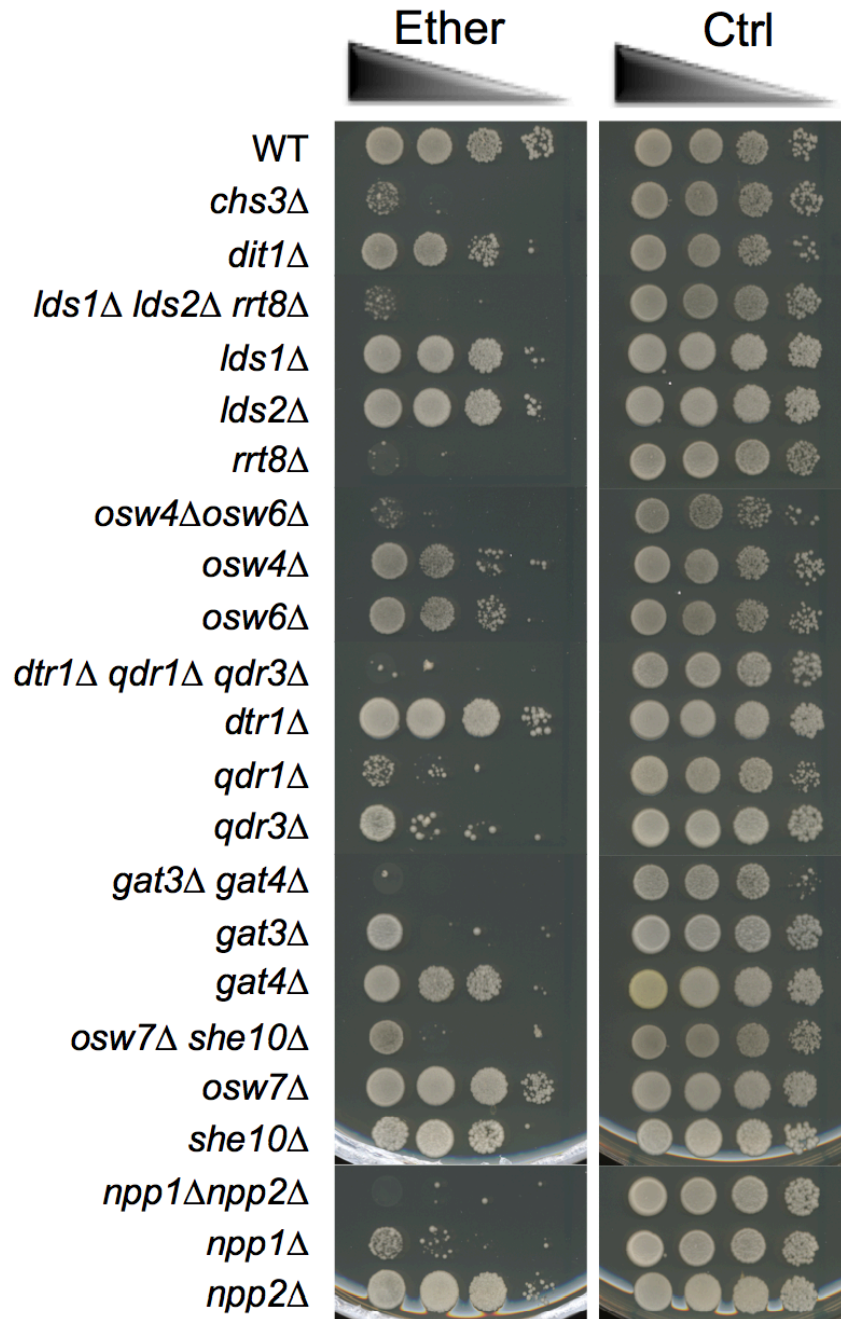 Ether Ctrl
WT
chs3Δ
dit1Δ
lds1Δ lds2Δ rrt8Δ
lds1Δ
lds2Δ
rrt8Δ
osw4Δosw6Δ
osw4Δ
osw6Δ
dtr1Δ qdr1Δ qdr3Δ
dtr1Δ
qdr1Δ
qdr3Δ
gat3Δ gat4Δ
gat3Δ
gat4Δ
osw7Δ she10Δ
osw7Δ
she10Δ
npp1Δnpp2Δ
npp1Δ
npp2Δ